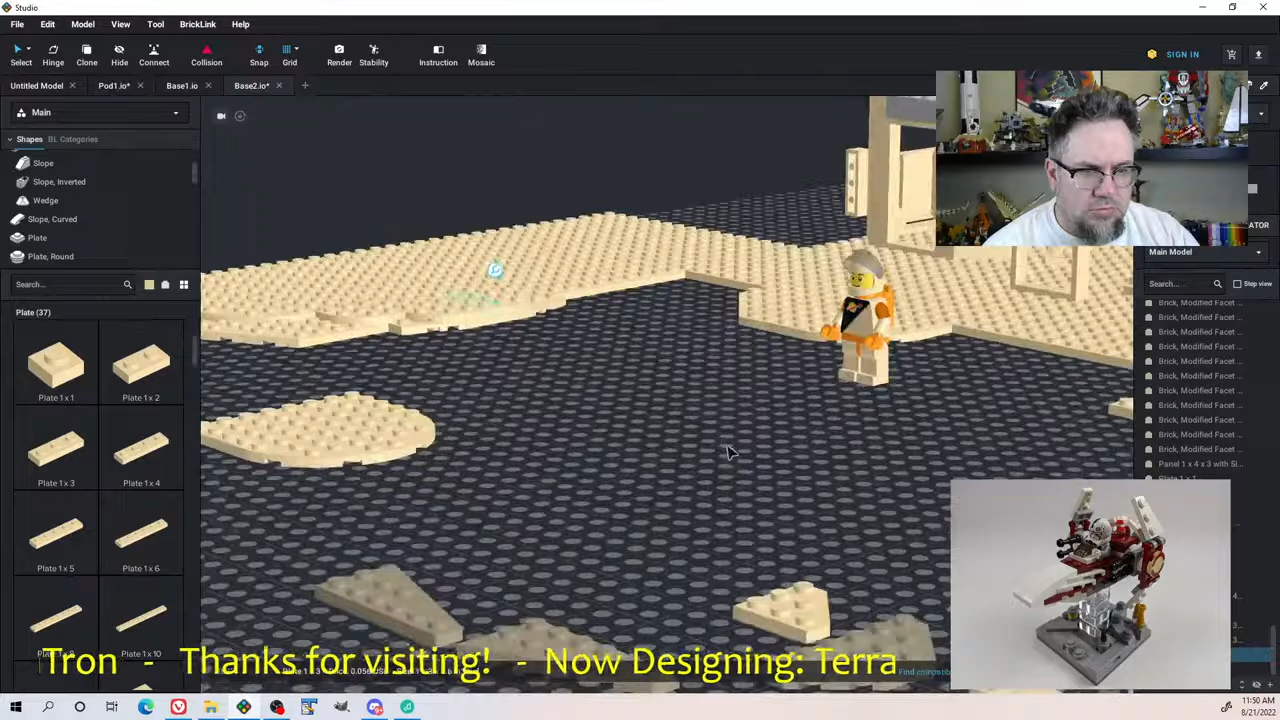 Studio
File Edit Model View Tool BrickLink Help
Select Hinge Clone Hide Connect Collision Snap Grid Render Stability Instruction Mosaic
SIGN IN
Untitled Model Pod1.io* Base1.io Base2.io*
Main
Shapes BL Categories
Slope
Slope, Inverted
Wedge
Slope, Curved
Plate
Plate, Round
Search...
Plate (37)
Plate 1 x 1 Plate 1 x 2
Plate 1 x 3 Plate 1 x 4
Plate 1 x 5 Plate 1 x 6
ATOR
Main Model
Search... Step view
Brick, Modified Facet ...
Brick, Modified Facet ...
Brick, Modified Facet ...
Brick, Modified Facet ...
Brick, Modified Facet ...
Brick, Modified Facet ...
Brick, Modified Facet ...
Brick, Modified Facet ...
Brick, Modified Facet ...
Brick, Modified Facet ...
Brick, Modified Facet ...
Panel 1 x 4 x 3 with Si...
Plate 1 x 1
Tron - Thanks for visiting! - Now Designing: Terra
Find compatib
11:50 AM
8/21/2022